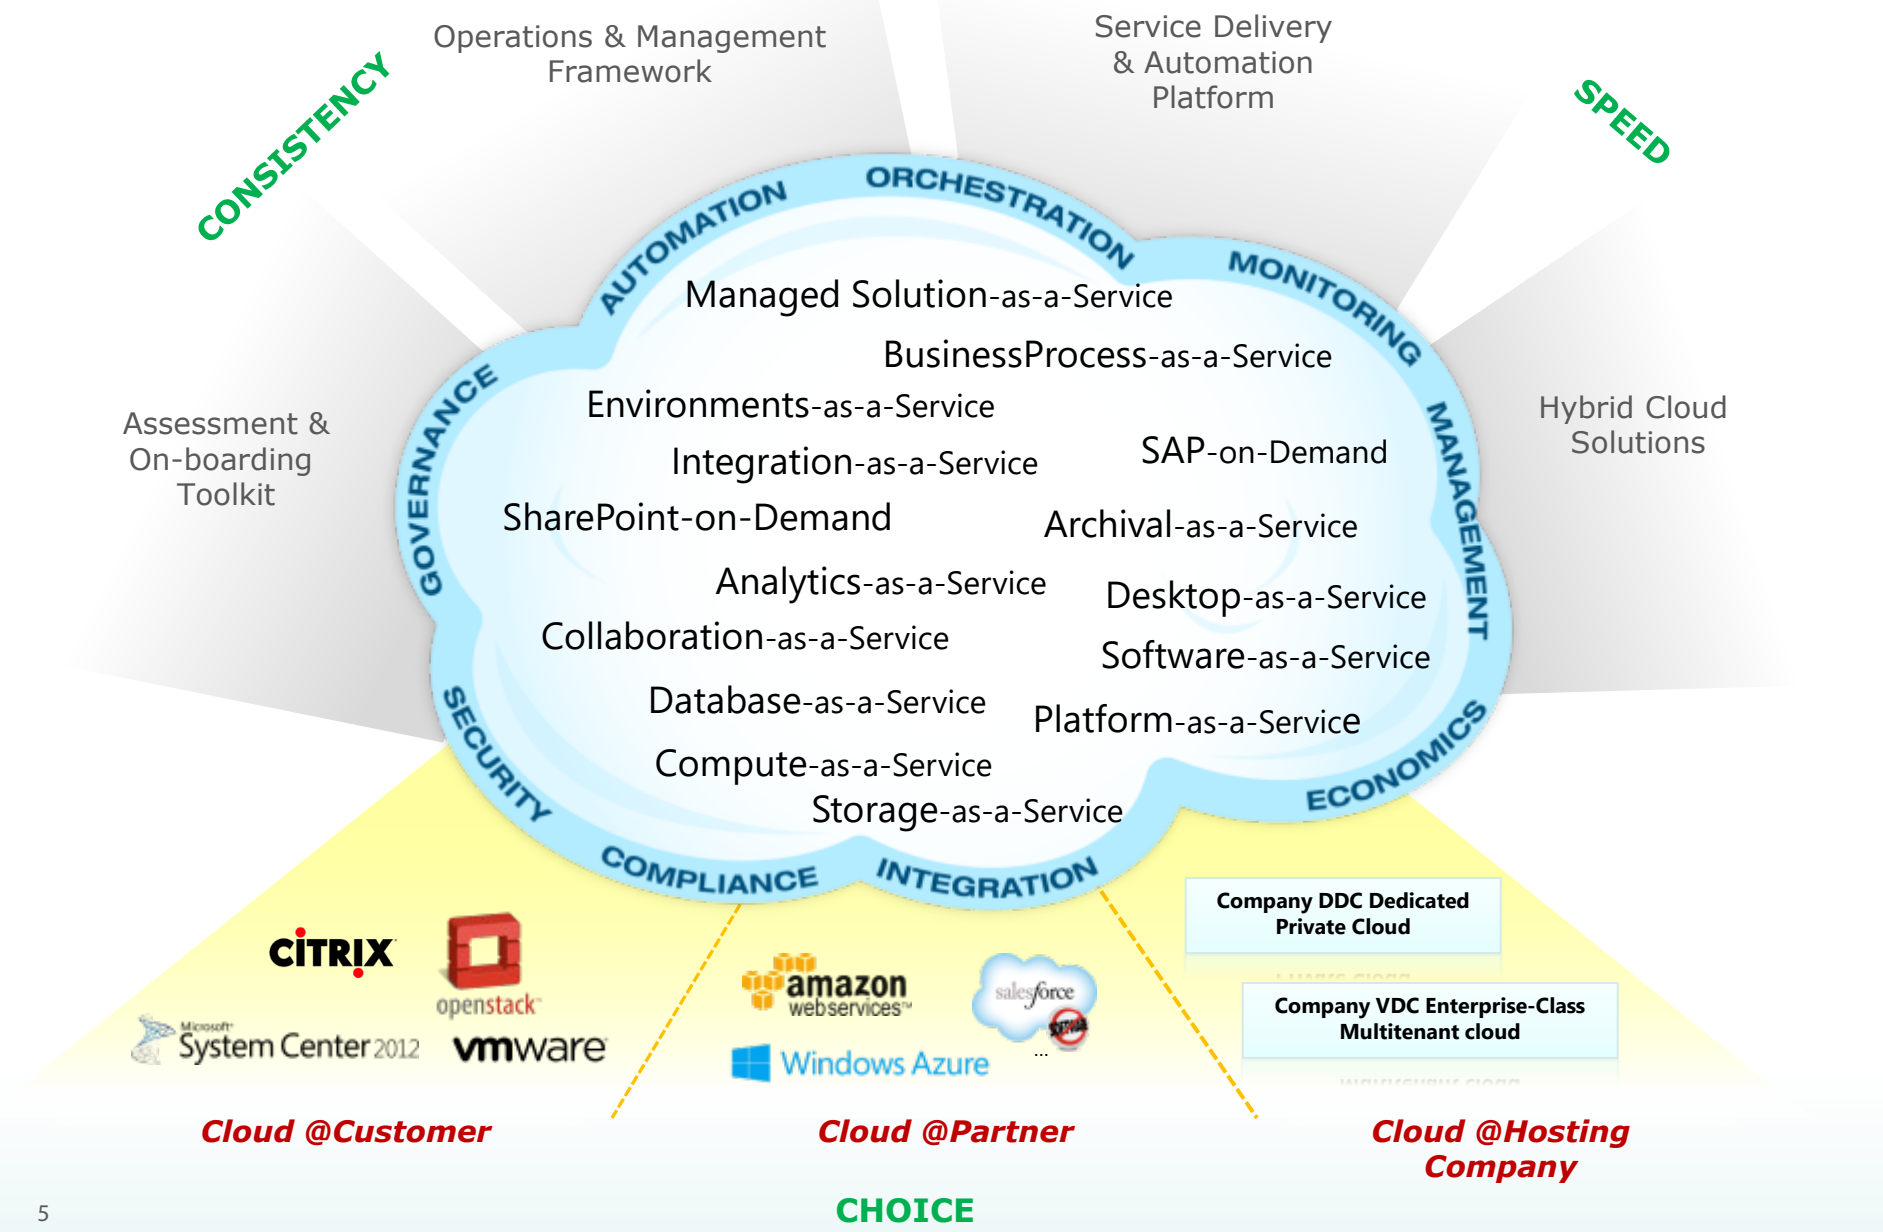 Operations & Management
Framework
Service Delivery
& Automation
Platform
CONSISTENCY
SPEED
Assessment &
On-boarding
Toolkit
Hybrid Cloud
Solutions
GOVERNANCE
AUTOMATION
ORCHESTRATION
MONITORING
MANAGEMENT
ECONOMICS
INTEGRATION
COMPLIANCE
SECURITY
Managed Solution-as-a-Service
BusinessProcess-as-a-Service
Environments-as-a-Service
SAP-on-Demand
Integration-as-a-Service
SharePoint-on-Demand
Archival-as-a-Service
Analytics-as-a-Service
Desktop-as-a-Service
Collaboration-as-a-Service
Software-as-a-Service
Database-as-a-Service
Platform-as-a-Service
Compute-as-a-Service
Storage-as-a-Service
CITRIX
openstack™
Microsoft®
System Center 2012
vmware
amazon
webservices™
salesforce
SOFTWARE
...
Windows Azure
Company DDC Dedicated
Private Cloud
Company VDC Enterprise-Class
Multitenant cloud
Cloud @Customer
Cloud @Partner
Cloud @Hosting
Company
CHOICE
5